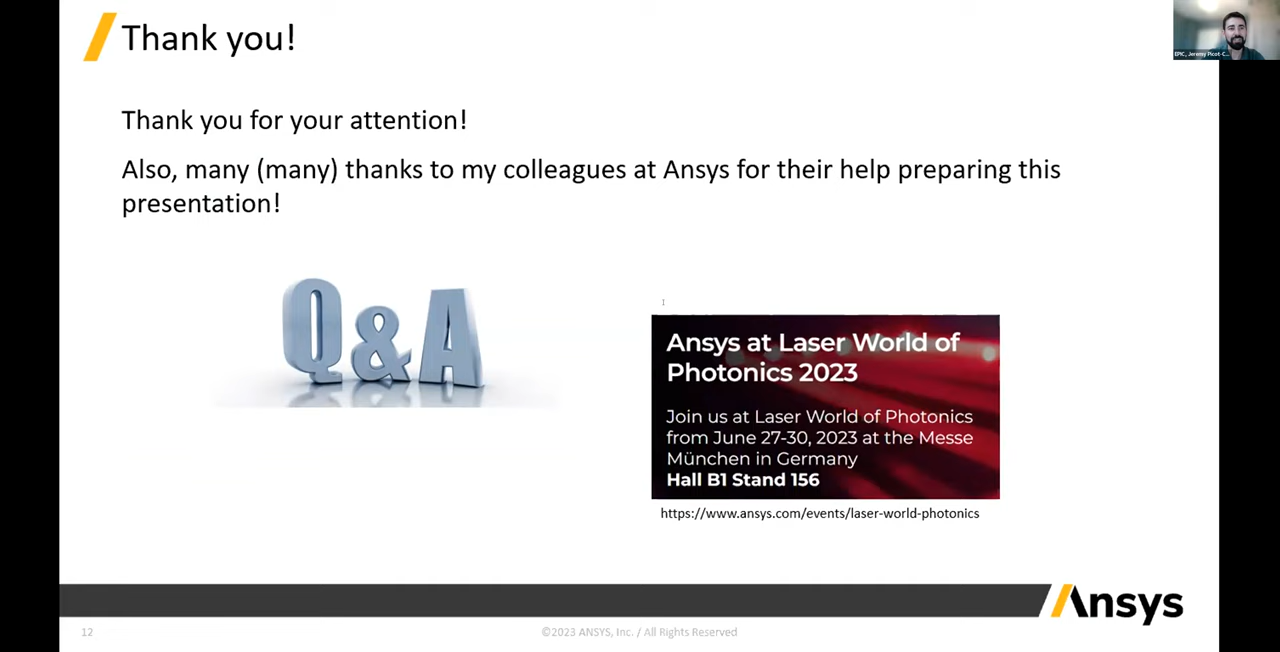 Thank you!
EPIC, Jeremy Picot-C...
Thank you for your attention!
Also, many (many) thanks to my colleagues at Ansys for their help preparing this
presentation!
Q&A
Ansys at Laser World of
Photonics 2023
Join us at Laser World of Photonics
from June 27-30, 2023 at the Messe
München in Germany
Hall B1 Stand 156
https://www.ansys.com/events/laser-world-photonics
Ansys
12
©2023 ANSYS, Inc. / All Rights Reserved